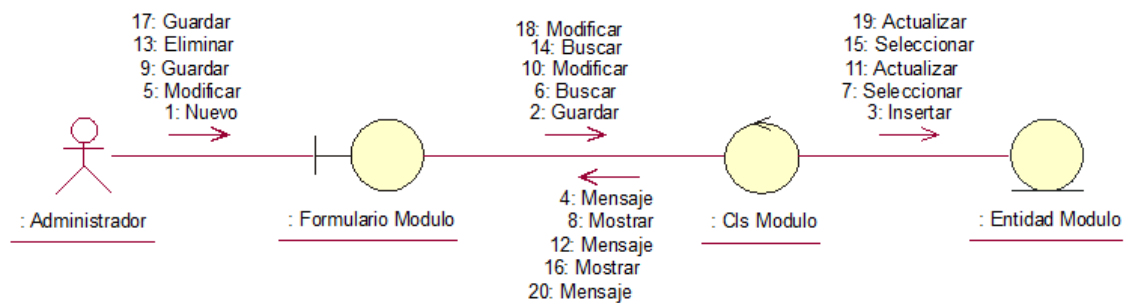 17: Guardar
13: Eliminar
9: Guardar
5: Modificar
1: Nuevo
18: Modificar
14: Buscar
10: Modificar
6: Buscar
2: Guardar
19: Actualizar
15: Seleccionar
11: Actualizar
7: Seleccionar
3: Insertar
4: Mensaje
8: Mostrar
12: Mensaje
16: Mostrar
20: Mensaje
: Administrador
: Formulario Modulo
: Cls Modulo
: Entidad Modulo